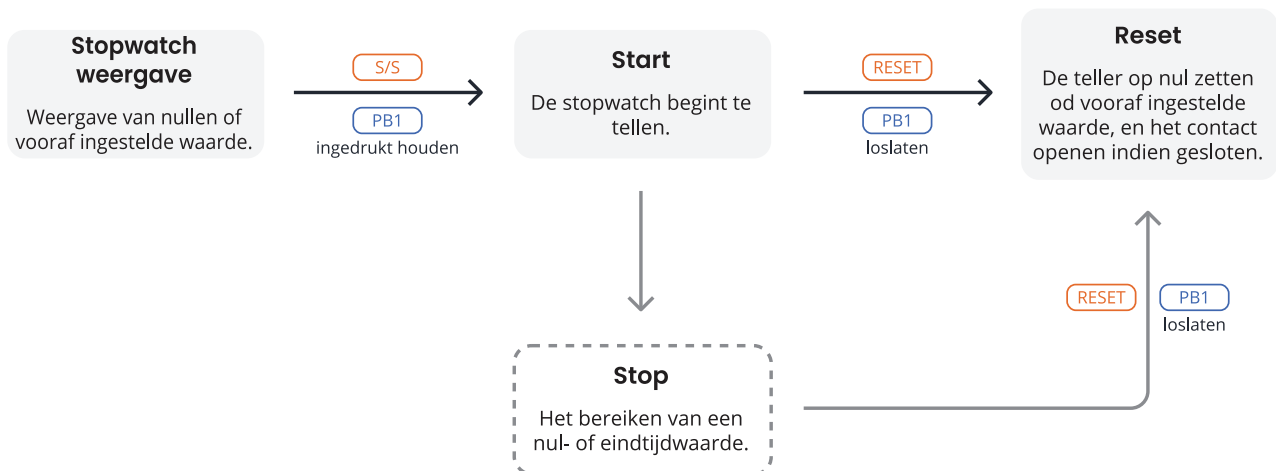 Stopwatch
weergave
Weergave van nullen of
vooraf ingestelde waarde.
S/S
PB1
ingedrukt houden
Start
De stopwatch begint te
tellen.
RESET
PB1
loslaten
Reset
De teller op nul zetten
od vooraf ingestelde
waarde, en het contact
openen indien gesloten.
RESET
PB1
loslaten
Stop
Het bereiken van een
nul- of eindtijdwaarde.